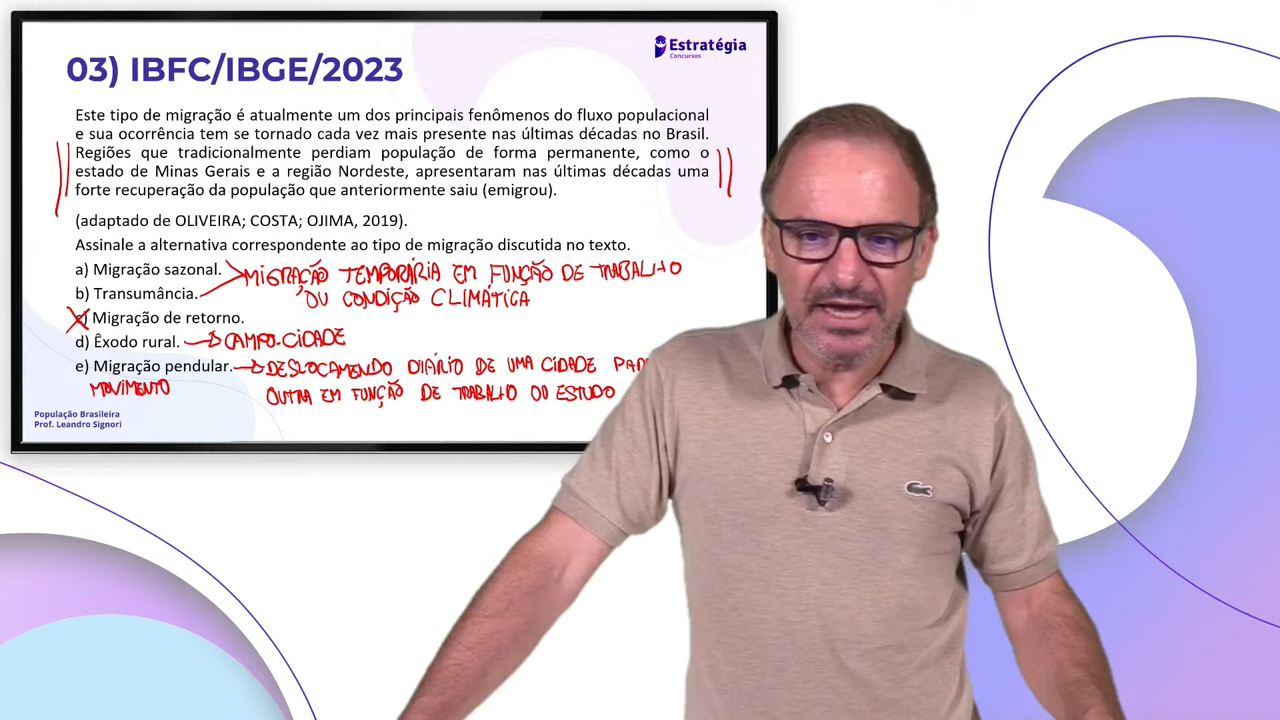 Estratégia
Concursos
03) IBFC/IBGE/2023
Este tipo de migração é atualmente um dos principais fenômenos do fluxo populacional
e sua ocorrência tem se tornado cada vez mais presente nas últimas décadas no Brasil.
Regiões que tradicionalmente perdiam população de forma permanente, como o
estado de Minas Gerais e a região Nordeste, apresentaram nas últimas décadas uma
forte recuperação da população que anteriormente saiu (emigrou).
(adaptado de OLIVEIRA; COSTA; OJIMA, 2019).
Assinale a alternativa correspondente ao tipo de migração discutida no texto.
a) Migração sazonal. MIGRAÇÃO TEMPORÁRIA EM FUNÇÃO DE TRABALHO
b) Transumância. OU CONDIÇÃO CLIMÁTICA
c) Migração de retorno.
d) Êxodo rural. CAMPO-CIDADE
e) Migração pendular. DESLOCAMENDO DIÁRIO DE UMA CIDADE
MOVIMENTO OUTRA EM FUNÇÃO DE TRABALHO OU ESTUDO
População Brasileira
Prof. Leandro Signori